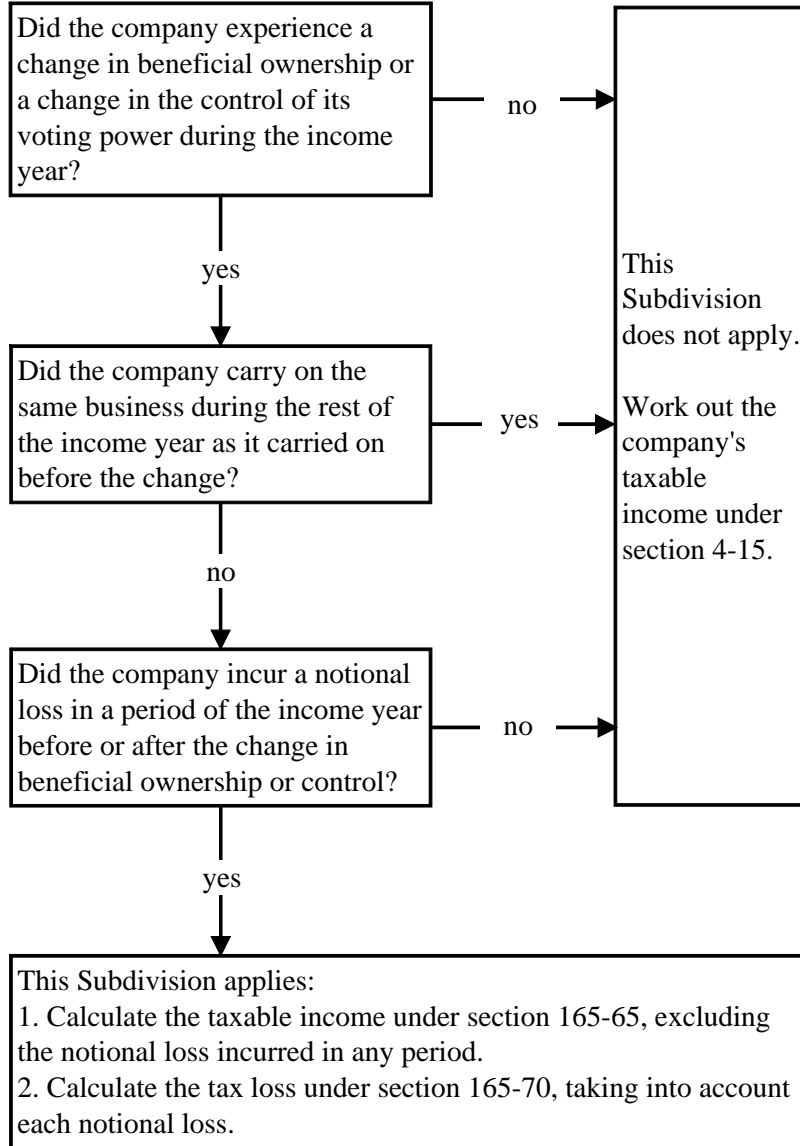 Did the company experience a
change in beneficial ownership or
a change in the control of its
voting power during the income
year?
no
yes
This
Subdivision
does not apply.
Work out the
company's
taxable
income under
section 4-15.
Did the company carry on the
same business during the rest of
the income year as it carried on
before the change?
yes
no
Did the company incur a notional
loss in a period of the income year
before or after the change in
beneficial ownership or control?
no
yes
This Subdivision applies:
1. Calculate the taxable income under section 165-65, excluding
the notional loss incurred in any period.
2. Calculate the tax loss under section 165-70, taking into account
each notional loss.